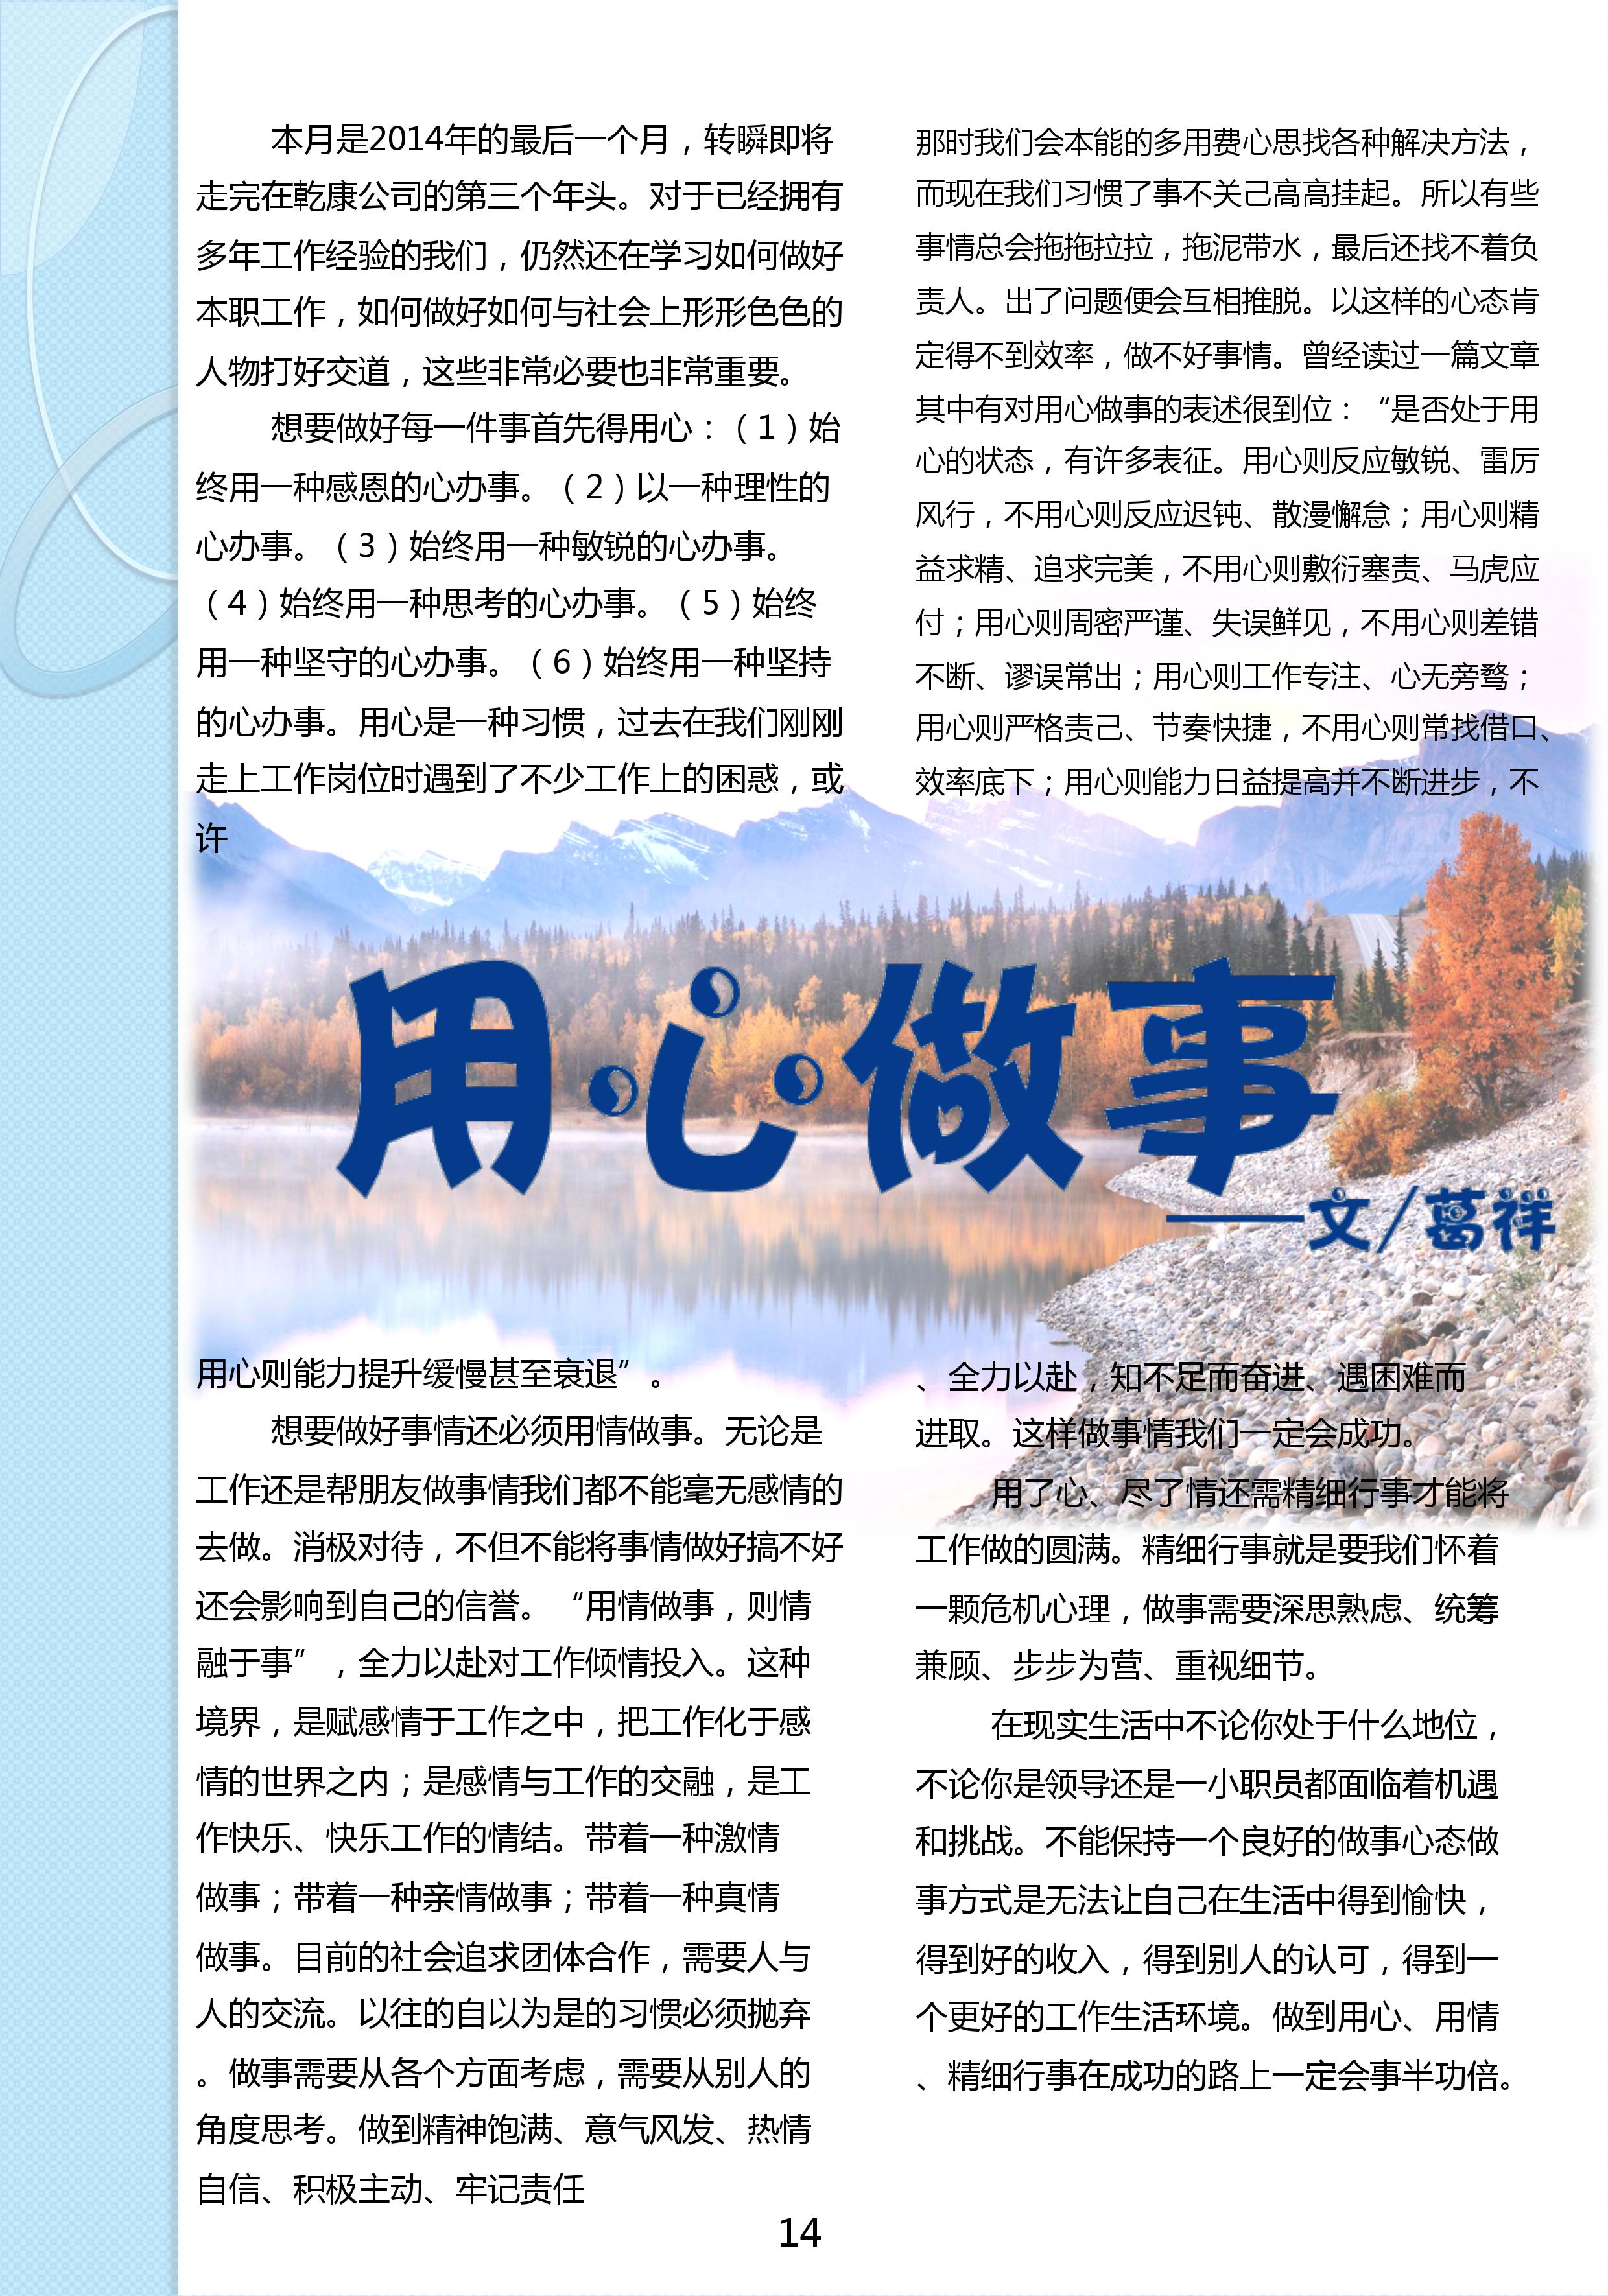 本月是2014年的最后一个月，转瞬即将
走完在乾康公司的第三个年头。对于已经拥有
多年工作经验的我们，仍然还在学习如何做好
本职工作，如何做好如何与社会上形形色色的
人物打好交道，这些非常必要也非常重要。
想要做好每一件事首先得用心：（1）始
终用一种感恩的心办事。（2）以一种理性的
心办事。（3）始终用一种敏锐的心办事。
（4）始终用一种思考的心办事。（5）始终
用一种坚守的心办事。（6）始终用一种坚持
的心办事。用心是一种习惯，过去在我们刚刚
走上工作岗位时遇到了不少工作上的困惑，或
许
那时我们会本能的多用费心思找各种解决方法，
而现在我们习惯了事不关己高高挂起。所以有些
事情总会拖拖拉拉，拖泥带水，最后还找不着负
责人。出了问题便会互相推脱。以这样的心态肯
定得不到效率，做不好事情。曾经读过一篇文章
其中有对用心做事的表述很到位：“是否处于用
心的状态，有许多表征。用心则反应敏锐、雷厉
风行，不用心则反应迟钝、散漫懈怠；用心则精
益求精、追求完美，不用心则敷衍塞责、马虎应
付；用心则周密严谨、失误鲜见，不用心则差错
不断、谬误常出；用心则工作专注、心无旁骛；
用心则严格责己、节奏快捷，不用心则常找借口、
效率底下；用心则能力日益提高并不断进步，不
用心做事
——文/葛祥
用心则能力提升缓慢甚至衰退”。
想要做好事情还必须用情做事。无论是
工作还是帮朋友做事情我们都不能毫无感情的
去做。消极对待，不但不能将事情做好搞不好
还会影响到自己的信誉。“用情做事，则情
融于事”，全力以赴对工作倾情投入。这种
境界，是赋感情于工作之中，把工作化于感
情的世界之内；是感情与工作的交融，是工
作快乐、快乐工作的情结。带着一种激情
做事；带着一种亲情做事；带着一种真情
做事。目前的社会追求团体合作，需要人与
人的交流。以往的自以为是的习惯必须抛弃
。做事需要从各个方面考虑，需要从别人的
角度思考。做到精神饱满、意气风发、热情
自信、积极主动、牢记责任
、全力以赴，知不足而奋进、遇困难而
进取。这样做事情我们一定会成功。
用了心、尽了情还需精细行事才能将
工作做的圆满。精细行事就是要我们怀着
一颗危机心理，做事需要深思熟虑、统筹
兼顾、步步为营、重视细节。
在现实生活中不论你处于什么地位，
不论你是领导还是一小职员都面临着机遇
和挑战。不能保持一个良好的做事心态做
事方式是无法让自己在生活中得到愉快，
得到好的收入，得到别人的认可，得到一
个更好的工作生活环境。做到用心、用情
、精细行事在成功的路上一定会事半功倍。
14